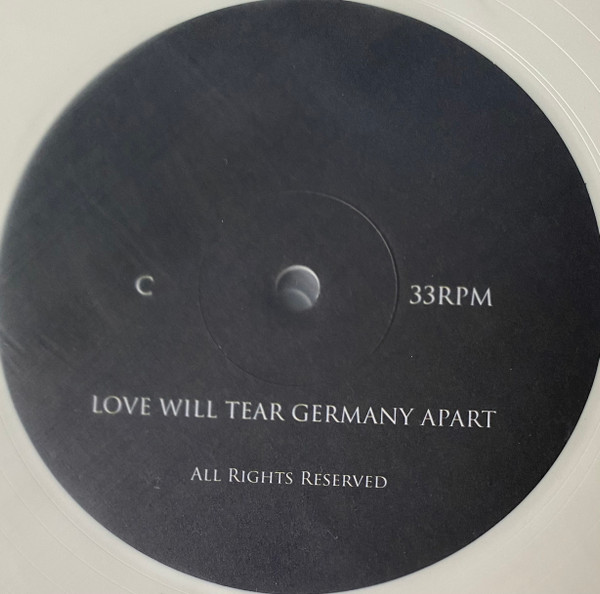 C
33RPM
LOVE WILL TEAR GERMANY APART
ALL RIGHTS RESERVED